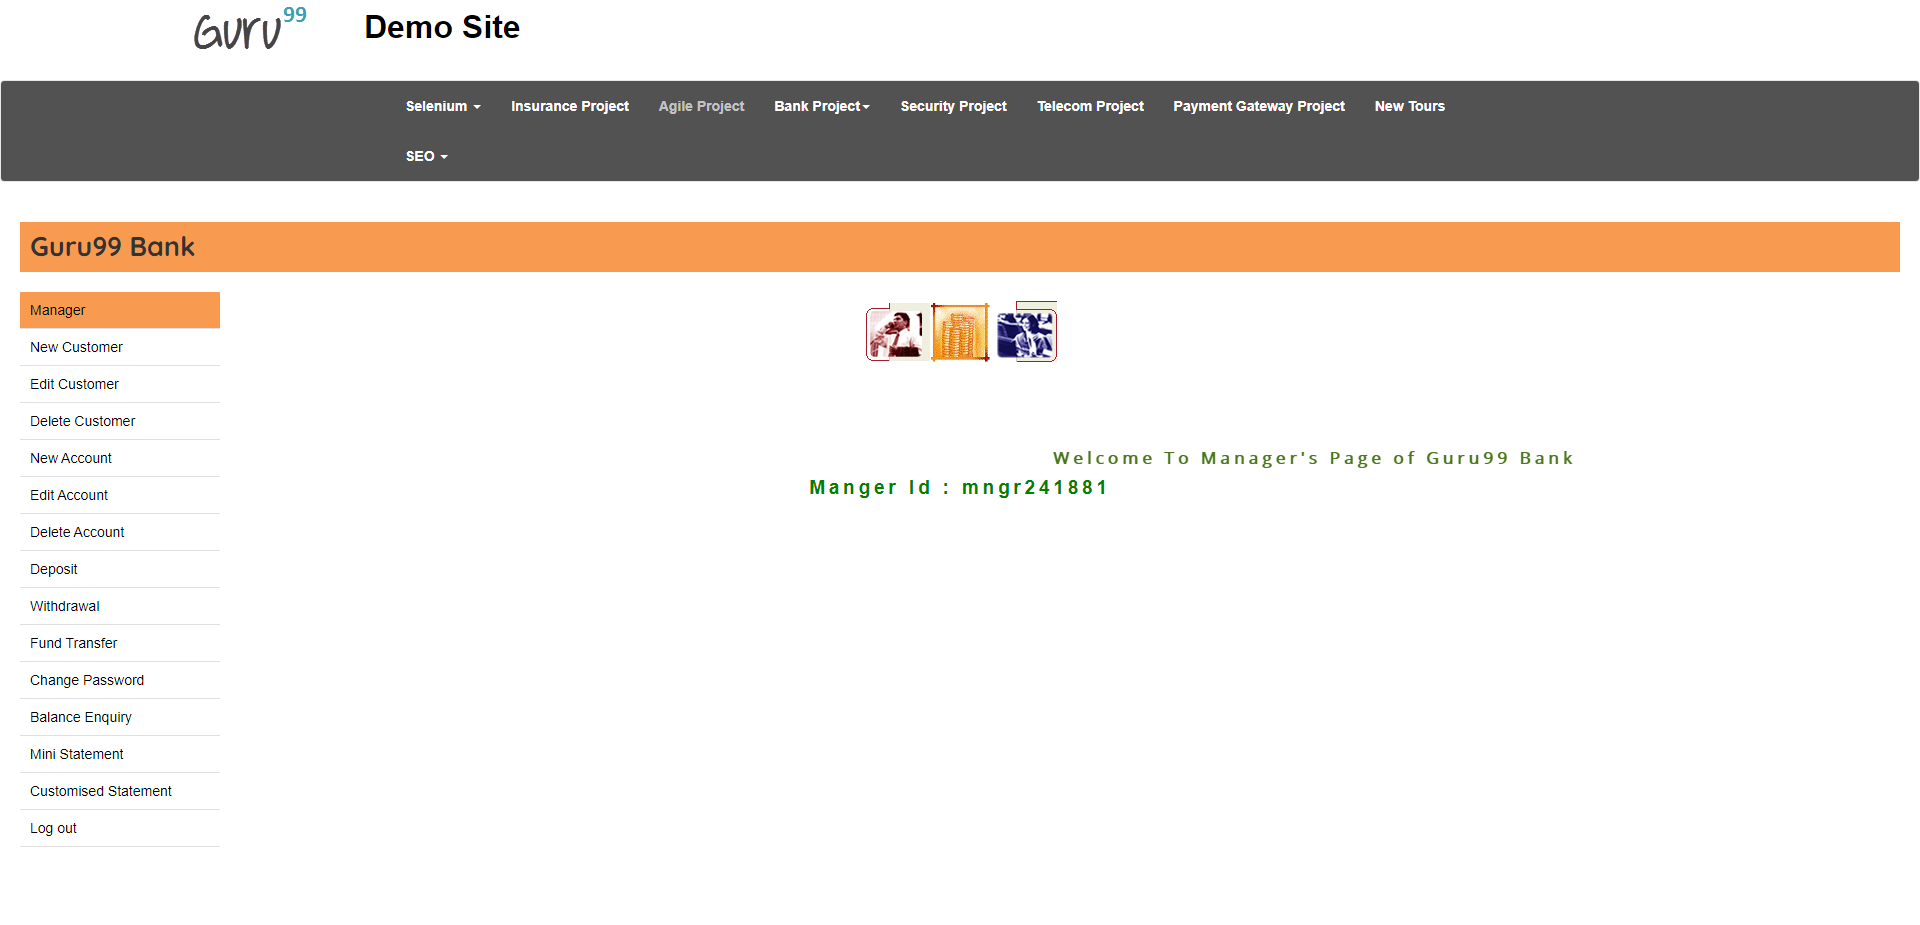 Guru99
Demo Site
Selenium
Insurance Project
Agile Project
Bank Project
Security Project
Telecom Project
Payment Gateway Project
New Tours
SEO
Guru99 Bank
Manager
New Customer
Edit Customer
Delete Customer
New Account
Edit Account
Delete Account
Deposit
Withdrawal
Fund Transfer
Change Password
Balance Enquiry
Mini Statement
Customised Statement
Log out
Welcome To Manager's Page of Guru99 Bank
Manger Id : mngr241881